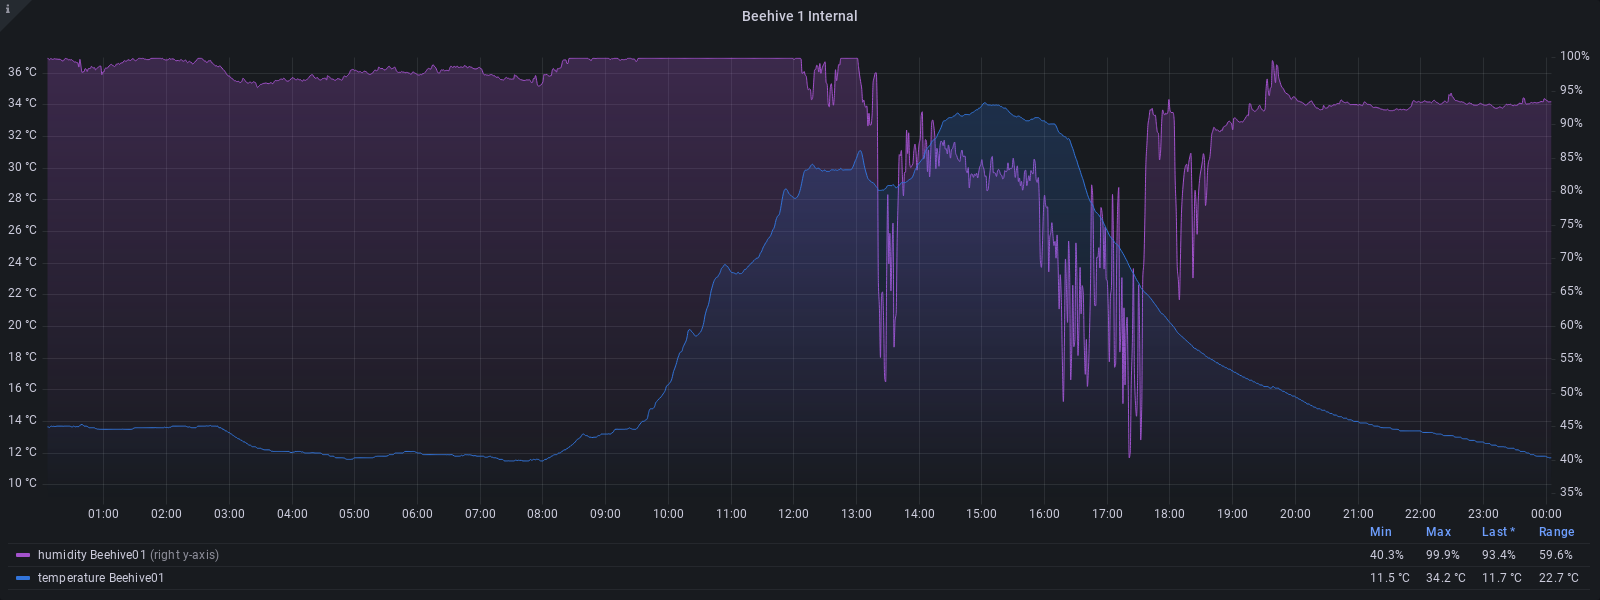 i
Beehive 1 Internal
36 °C
34 °C
32 °C
30 °C
28 °C
26 °C
24 °C
22 °C
20 °C
18 °C
16 °C
14 °C
12 °C
10 °C
100%
95%
90%
85%
80%
75%
70%
65%
60%
55%
50%
45%
40%
35%
01:00 02:00 03:00 04:00 05:00 06:00 07:00 08:00 09:00 10:00 11:00 12:00 13:00 14:00 15:00 16:00 17:00 18:00 19:00 20:00 21:00 22:00 23:00 00:00
Min Max Last * Range
humidity Beehive01 (right y-axis) 40.3% 99.9% 93.4% 59.6%
temperature Beehive01 11.5 °C 34.2 °C 11.7 °C 22.7 °C